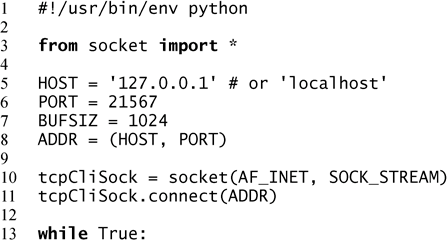 1 #!/usr/bin/env python
2
3 from socket import *
4
5 HOST = '127.0.0.1' # or 'localhost'
6 PORT = 21567
7 BUFSIZ = 1024
8 ADDR = (HOST, PORT)
9
10 tcpCliSock = socket(AF_INET, SOCK_STREAM)
11 tcpCliSock.connect(ADDR)
12
13 while True: